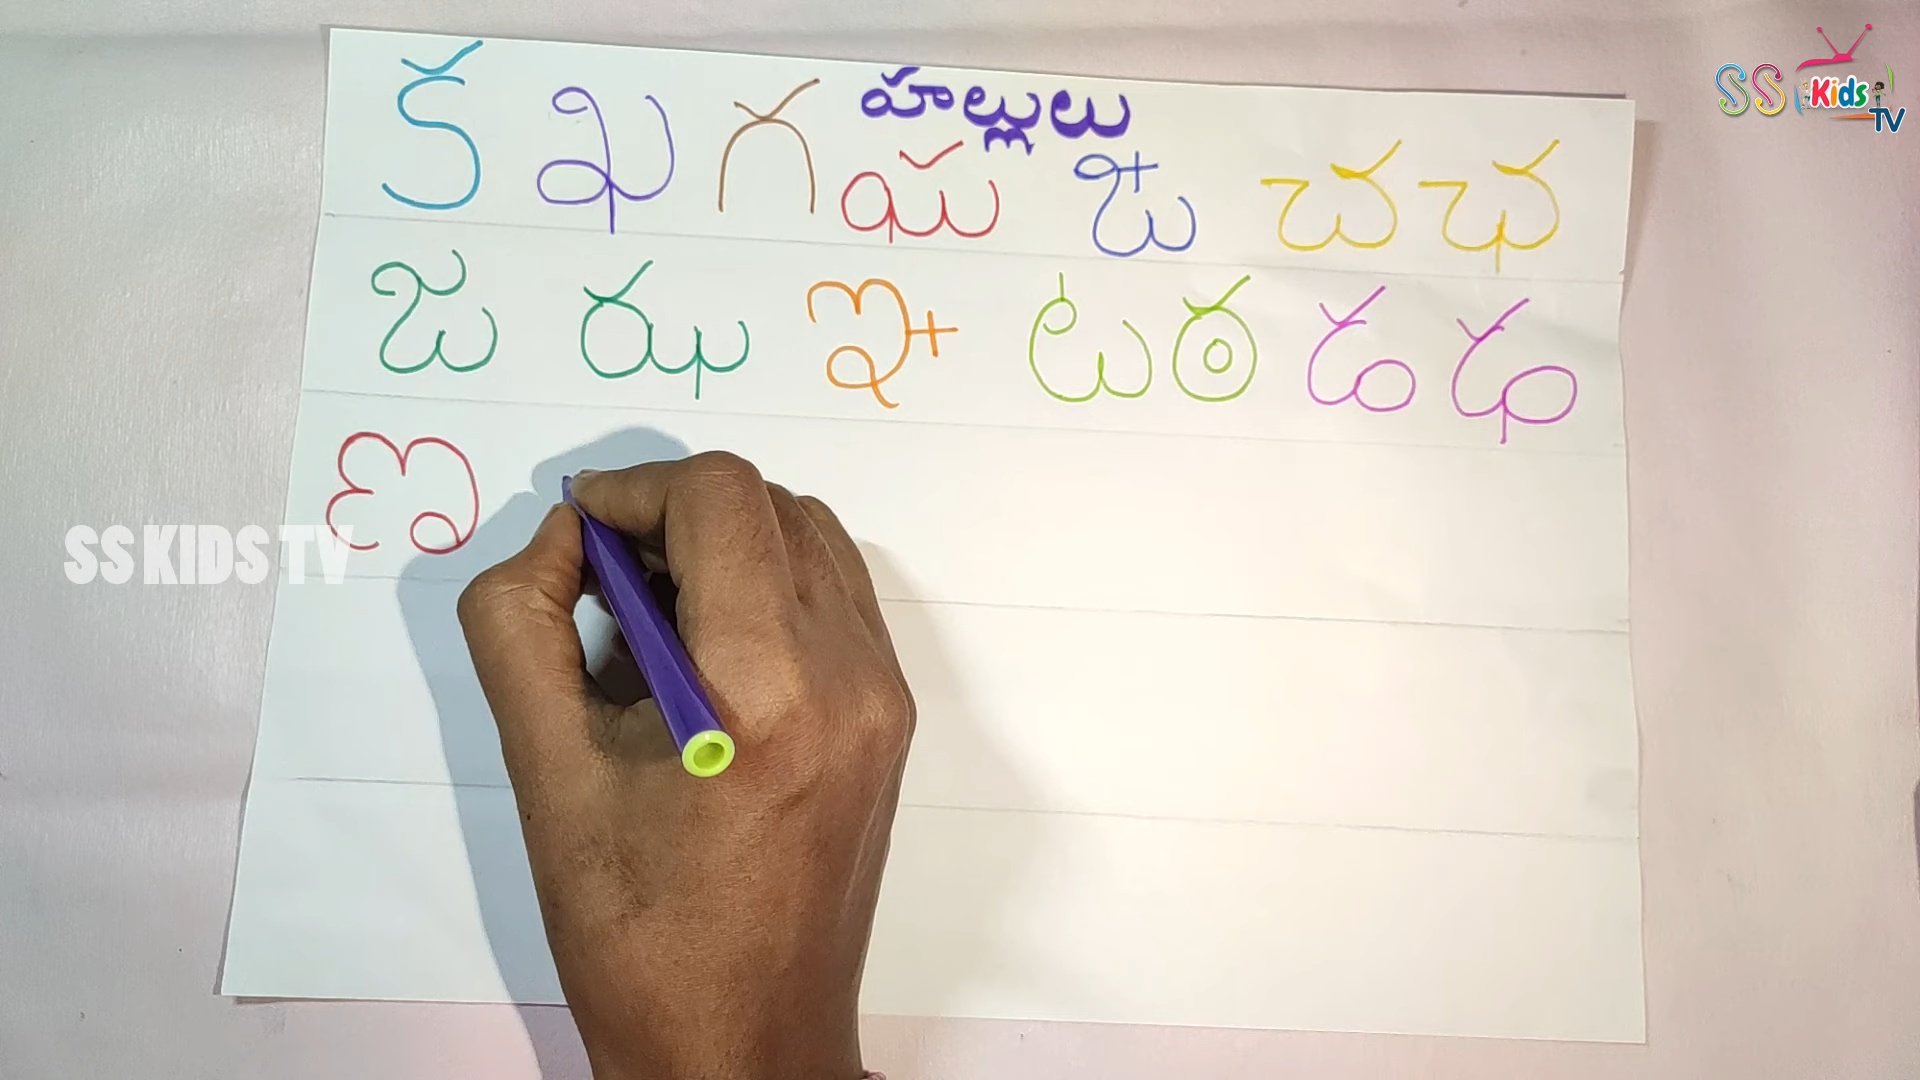 హల్లులు
క ఖ గ ఘ ఙ చ ఛ
జ ఝ ఞ ట ఠ డ ఢ
ణ
SS KIDS TV
SS Kids TV